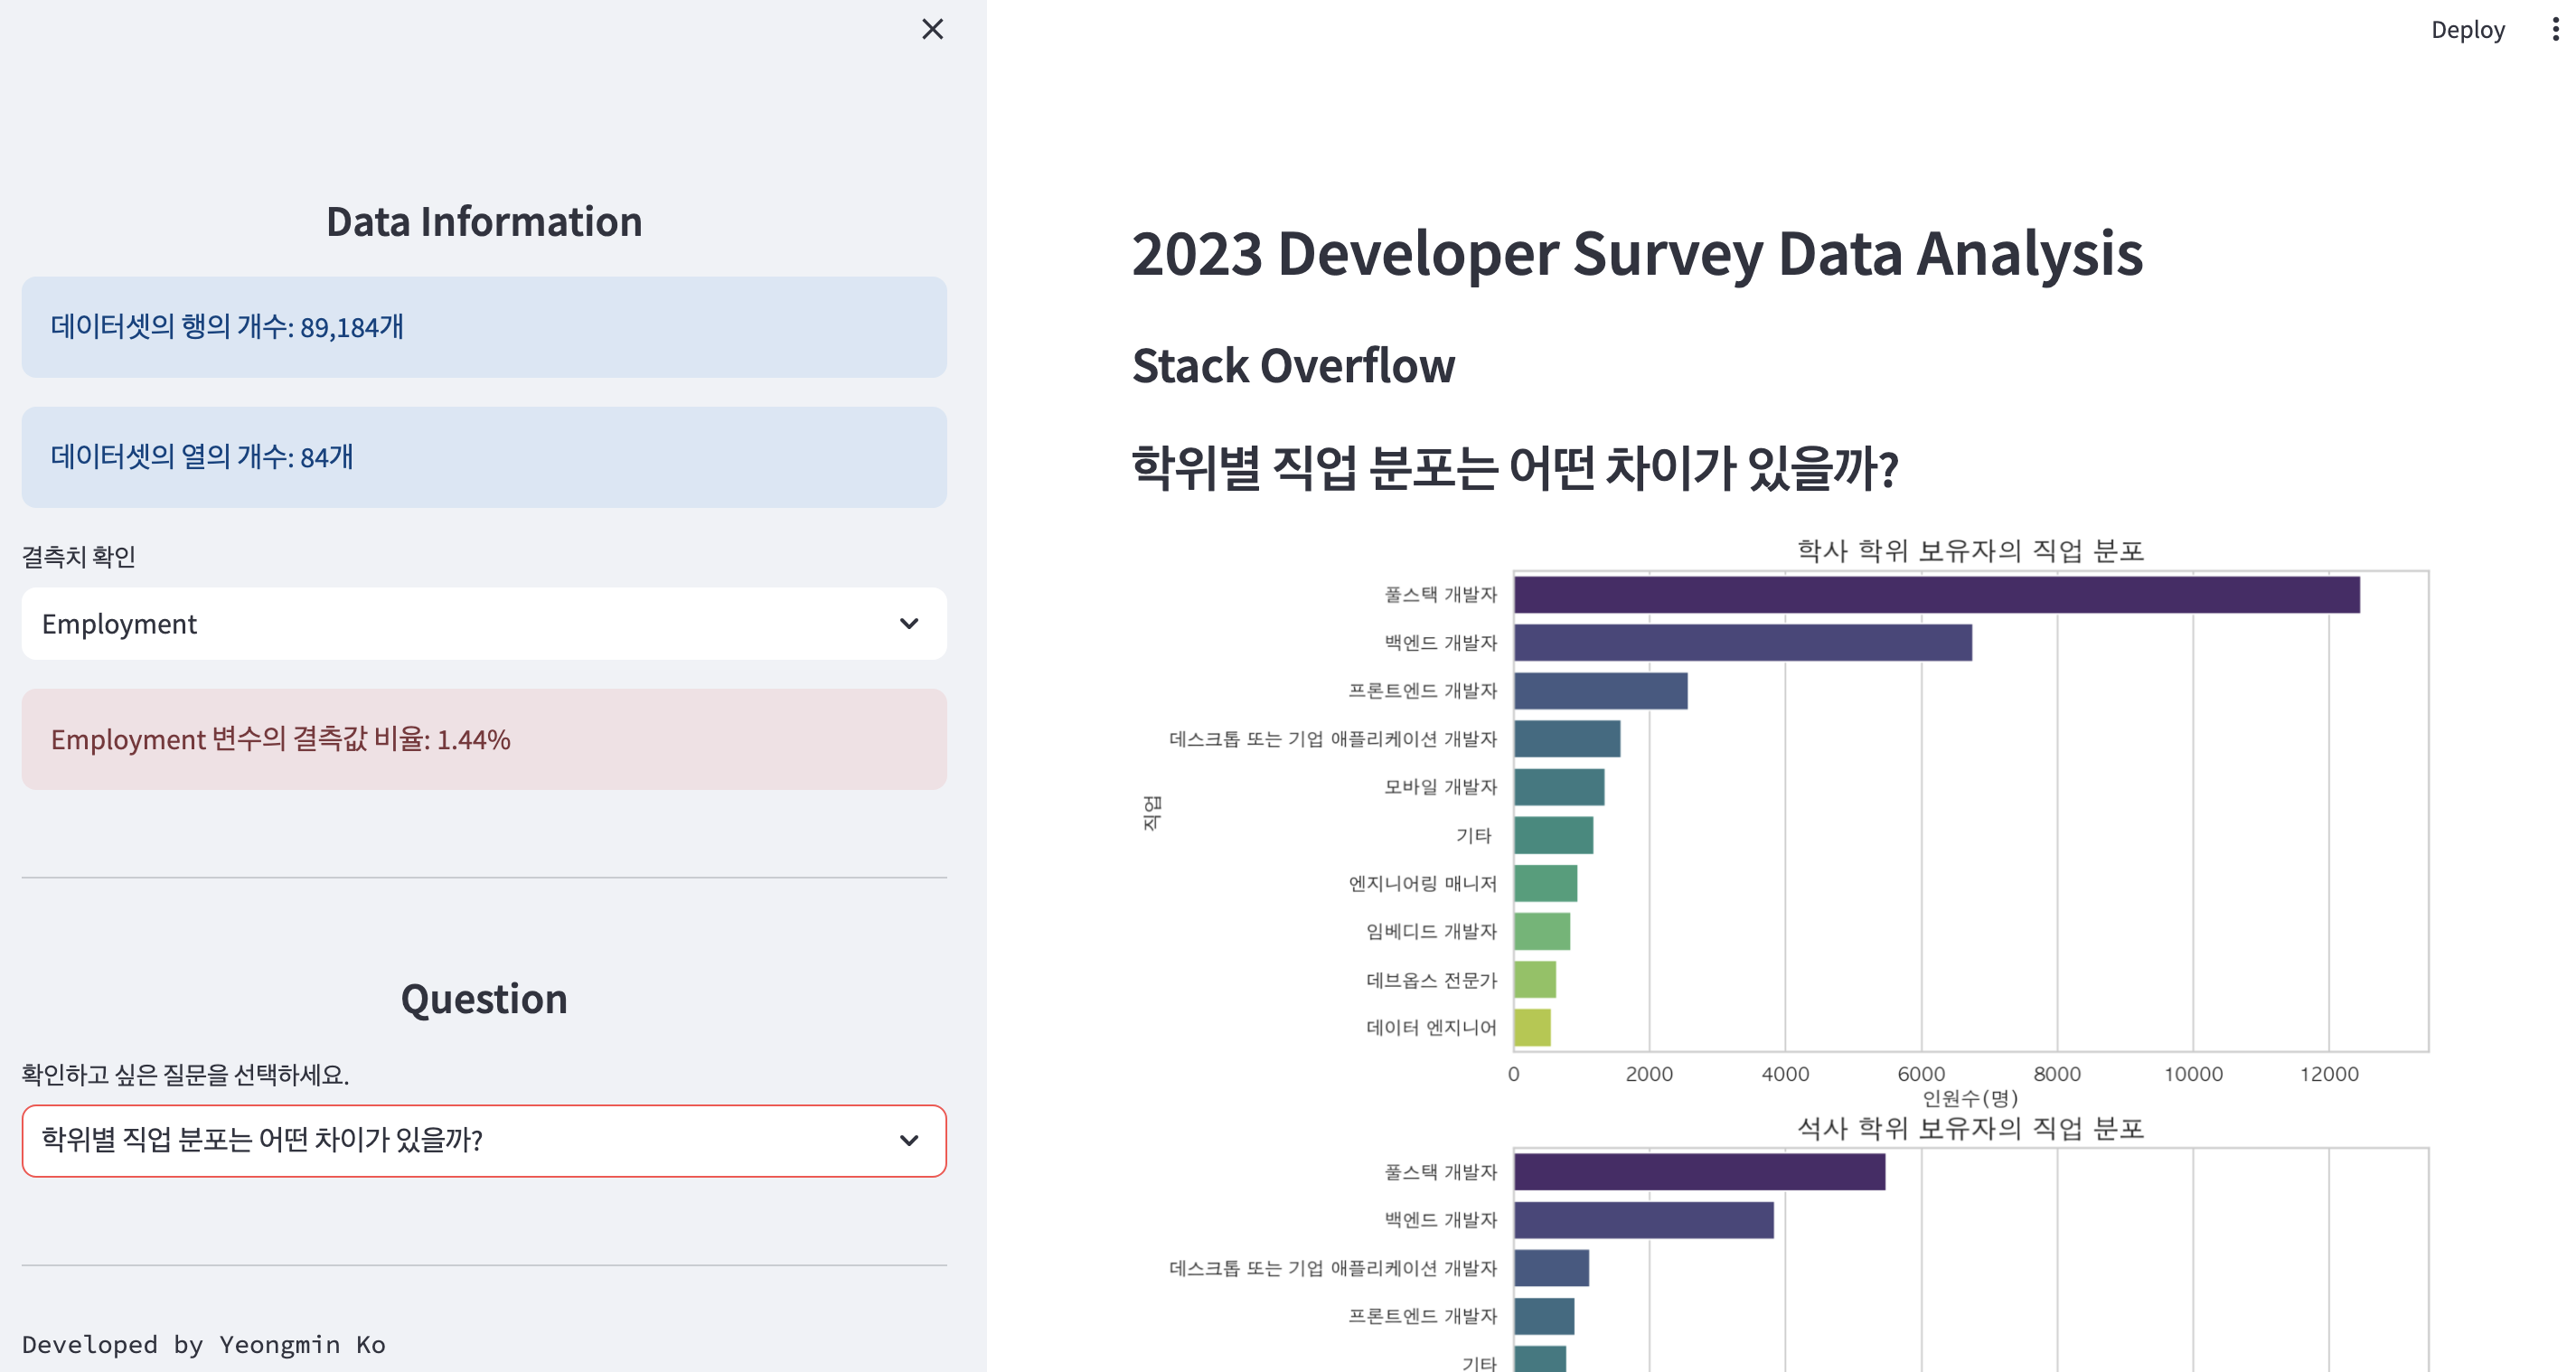 Deploy
Data Information
데이터셋의 행의 개수: 89,184개
데이터셋의 열의 개수: 84개
결측치 확인
Employment
Employment 변수의 결측값 비율: 1.44%
Question
확인하고 싶은 질문을 선택하세요.
학위별 직업 분포는 어떤 차이가 있을까?
Developed by Yeongmin Ko
2023 Developer Survey Data Analysis
Stack Overflow
학위별 직업 분포는 어떤 차이가 있을까?
학사 학위 보유자의 직업 분포
직업
풀스택 개발자
백엔드 개발자
프론트엔드 개발자
데스크톱 또는 기업 애플리케이션 개발자
모바일 개발자
기타
엔지니어링 매니저
임베디드 개발자
데브옵스 전문가
데이터 엔지니어
0 2000 4000 6000 8000 10000 12000
인원수(명)
석사 학위 보유자의 직업 분포
풀스택 개발자
백엔드 개발자
데스크톱 또는 기업 애플리케이션 개발자
프론트엔드 개발자
기타